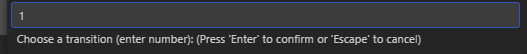 1
Choose a transition (enter number): (Press 'Enter' to confirm or 'Escape' to cancel)